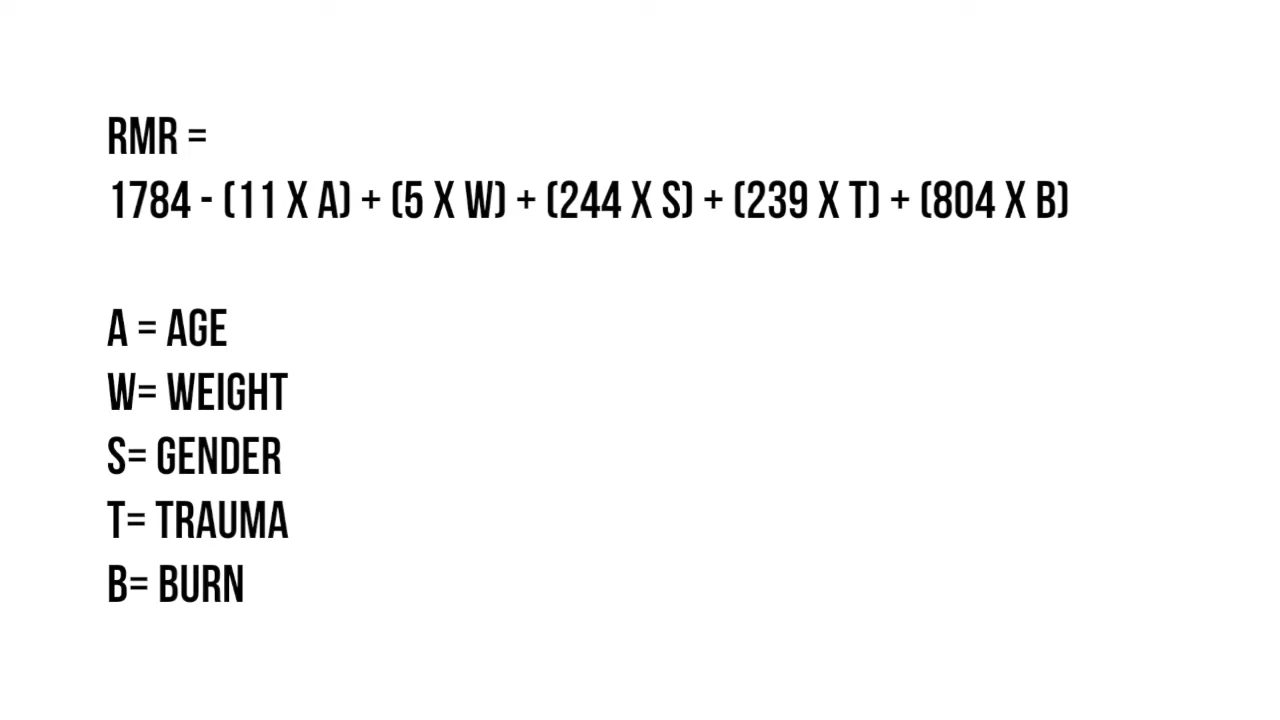 RMR =
1784 - (11 X A) + (5 X W) + (244 X S) + (239 X T) + (804 X B)
A = AGE
W= WEIGHT
S= GENDER
T= TRAUMA
B= BURN